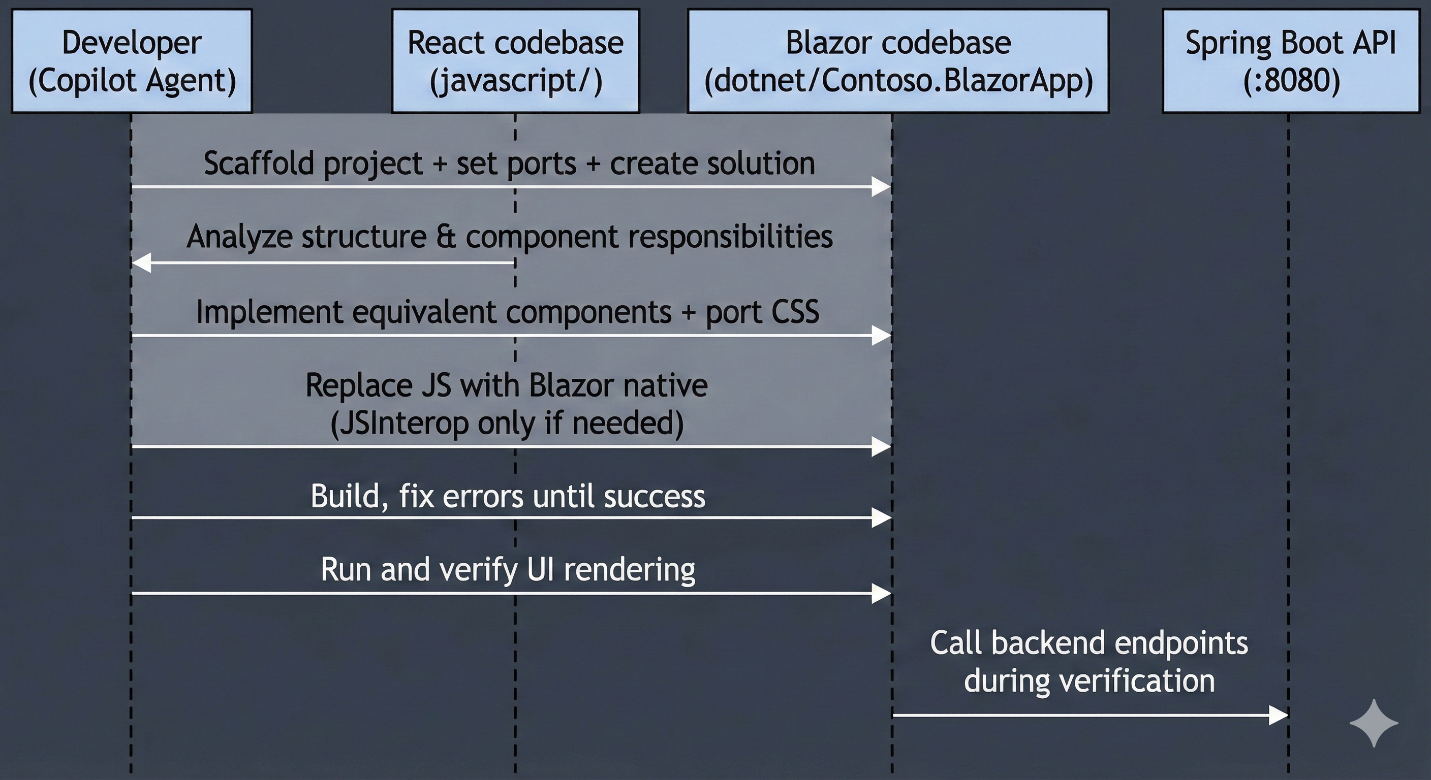 Developer
(Copilot Agent)
React codebase
(javascript/)
Blazor codebase
(dotnet/Contoso.BlazorApp)
Spring Boot API
(:8080)
Scaffold project + set ports + create solution
Analyze structure & component responsibilities
Implement equivalent components + port CSS
Replace JS with Blazor native
(JSInterop only if needed)
Build, fix errors until success
Run and verify UI rendering
Call backend endpoints
during verification